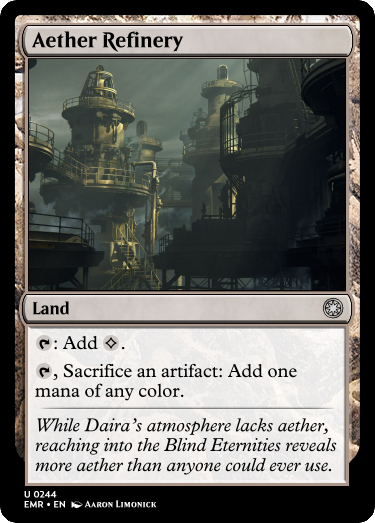 Aether Refinery
Land
: Add .
, Sacrifice an artifact: Add one
mana of any color.
While Daira's atmosphere lacks aether,
reaching into the Blind Eternities reveals
more aether than anyone could ever use.
U 0244
EMR • EN Aaron Limonick